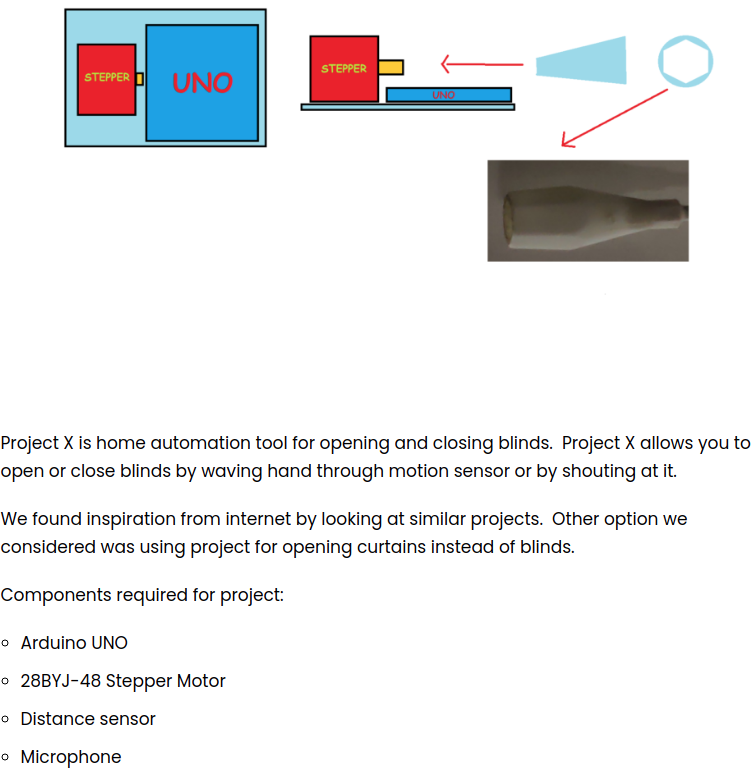 STEPPER
UNO
STEPPER
UNO
Project X is home automation tool for opening and closing blinds.  Project X allows you to
open or close blinds by waving hand through motion sensor or by shouting at it.
We found inspiration from internet by looking at similar projects.  Other option we
considered was using project for opening curtains instead of blinds.
Components required for project:
Arduino UNO
28BYJ-48 Stepper Motor
Distance sensor
Microphone